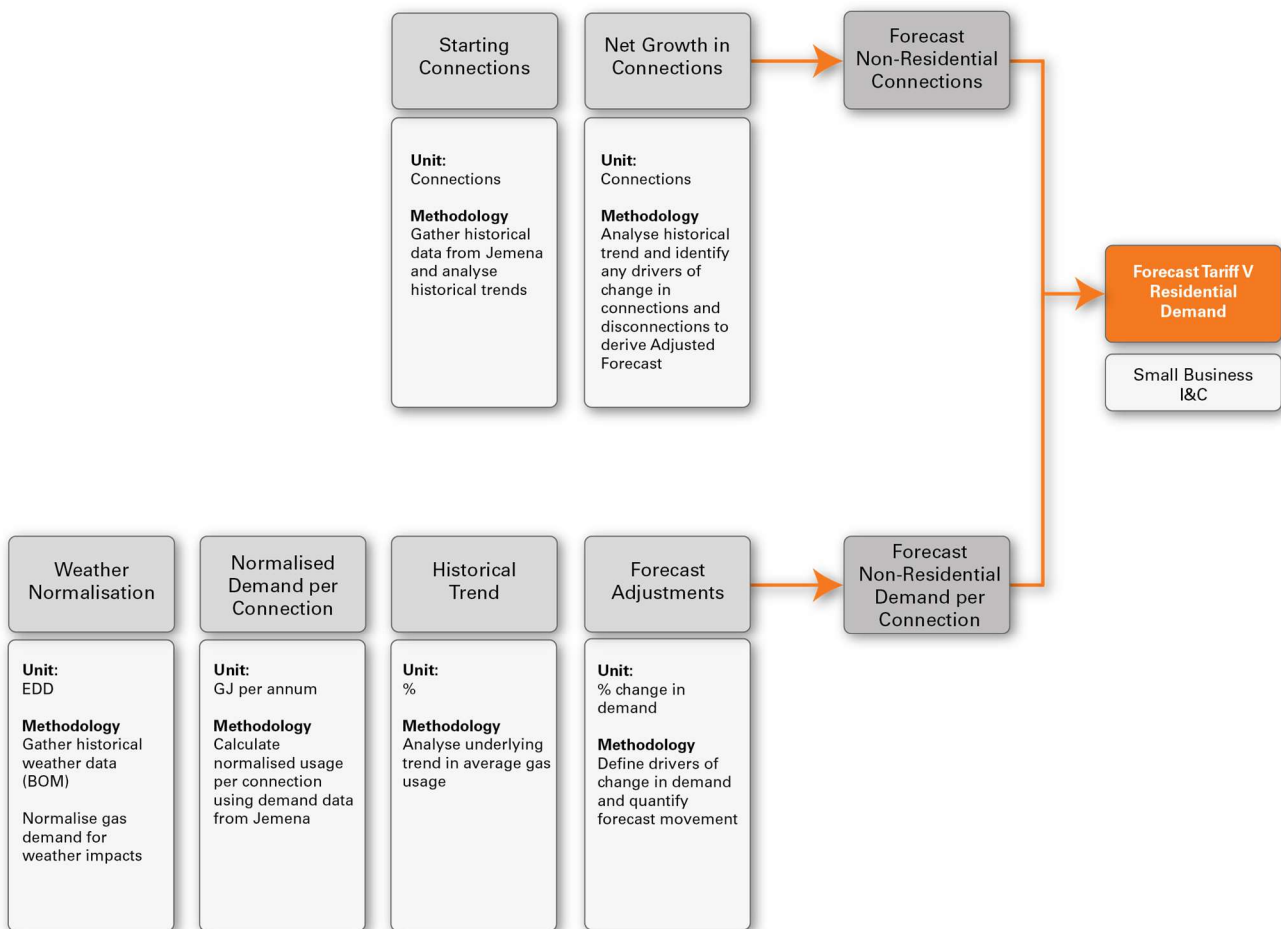 Starting
Connections
Net Growth in
Connections
Forecast
Non-Residential
Connections
Unit:
Connections
Methodology
Gather historical
data from Jemena
and analyse
historical trends
Unit:
Connections
Methodology
Analyse historical
trend and identify
any drivers of
change in
connections and
disconnections to
derive Adjusted
Forecast
Forecast Tariff V
Residential
Demand
Small Business
I&C
Weather
Normalisation
Normalised
Demand per
Connection
Historical
Trend
Forecast
Adjustments
Forecast
Non-Residential
Demand per
Connection
Unit:
EDD
Methodology
Gather historical
weather data
(BOM)
Normalise gas
demand for
weather impacts
Unit:
GJ per annum
Methodology
Calculate
normalised usage
per connection
using demand data
from Jemena
Unit:
%
Methodology
Analyse underlying
trend in average gas
usage
Unit:
% change in
demand
Methodology
Define drivers of
change in demand
and quantify
forecast movement